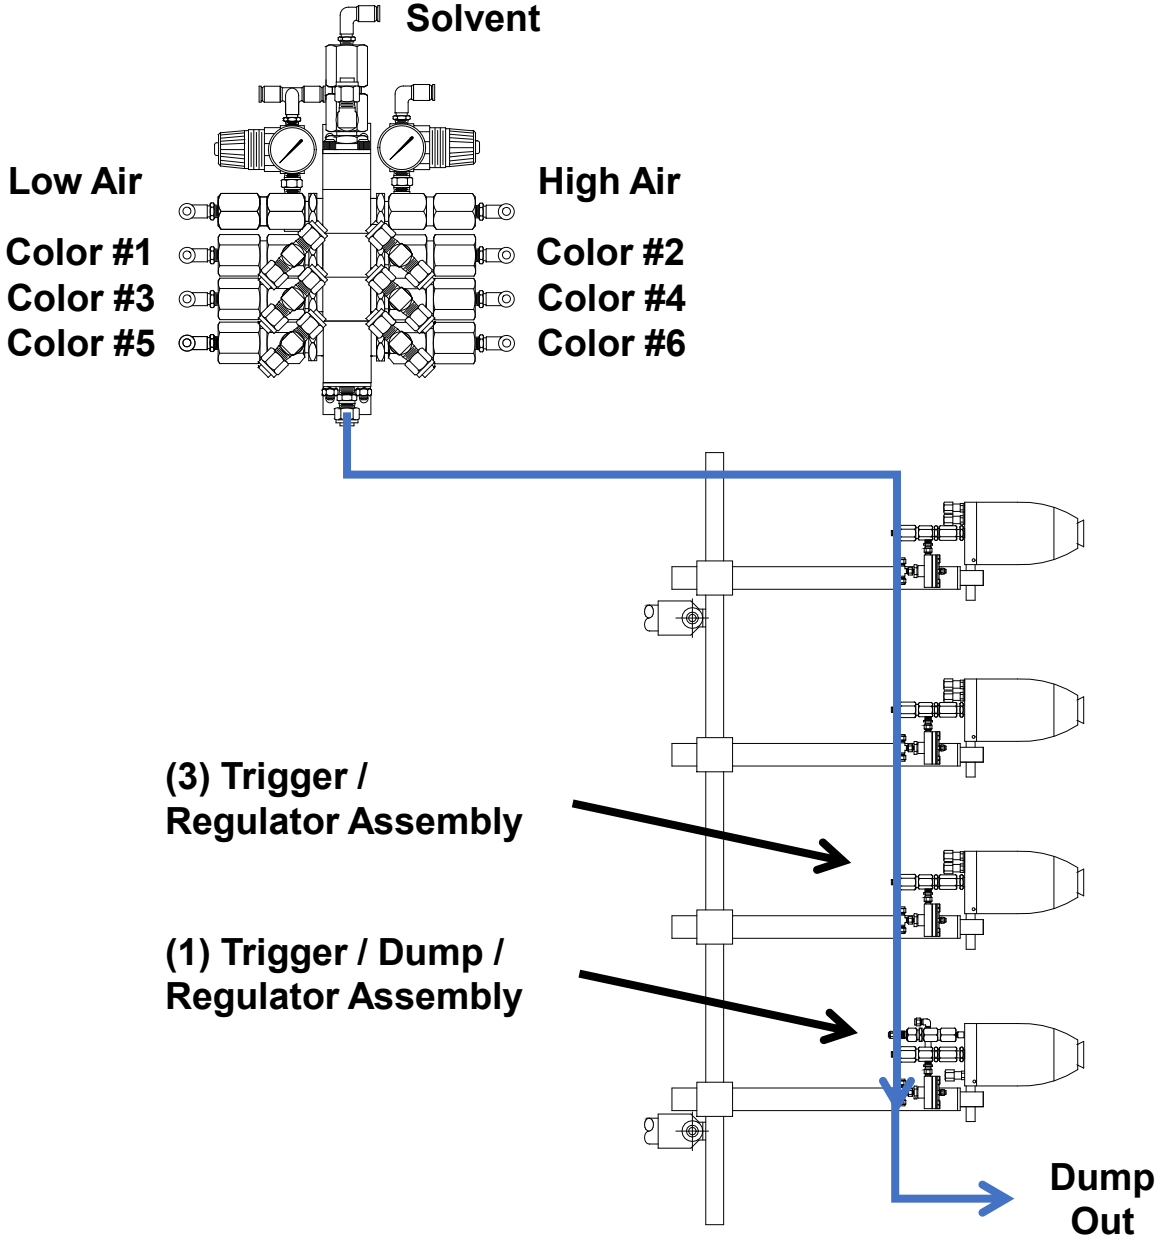 Solvent
Low Air
High Air
Color #1
Color #2
Color #3
Color #4
Color #5
Color #6
(3) Trigger /
Regulator Assembly
(1) Trigger / Dump /
Regulator Assembly
Dump
Out